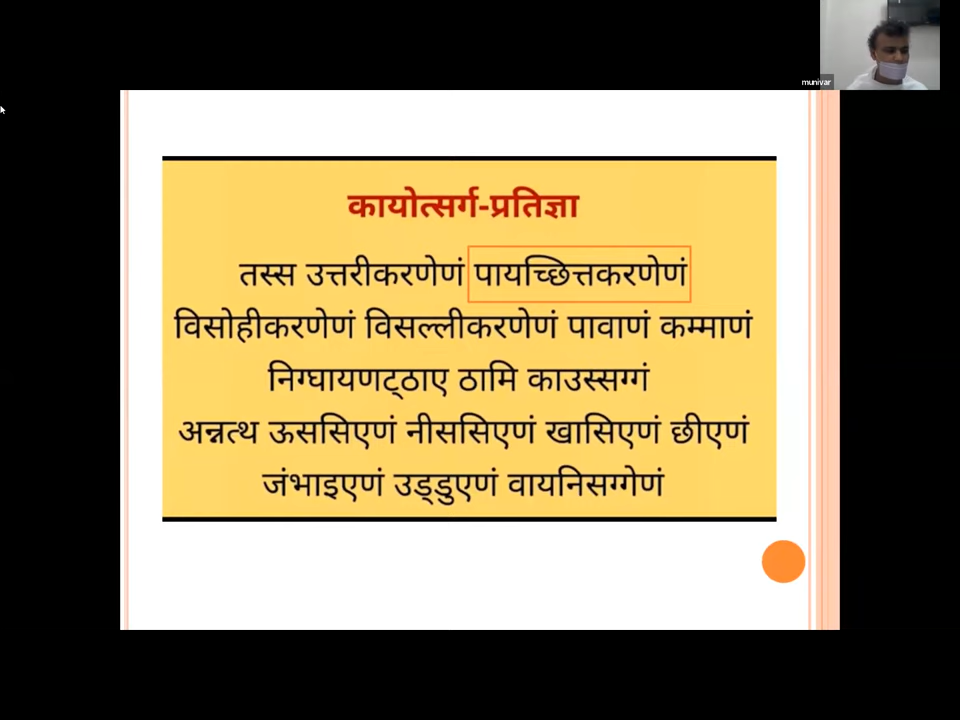 munivar
कायोत्सर्ग-प्रतिज्ञा
तस्स उत्तरीकरणेणं पायच्छित्तकरणेणं
विसोहीकरणेणं विसल्लीकरणेणं पावाणं कम्माणं
निग्घायणट्ठाए ठामि काउस्सग्गं
अन्नत्थ ऊससिएणं नीससिएणं खासिएणं छीएणं
जंभाइएणं उड्डुएणं वायनिसग्गेणं